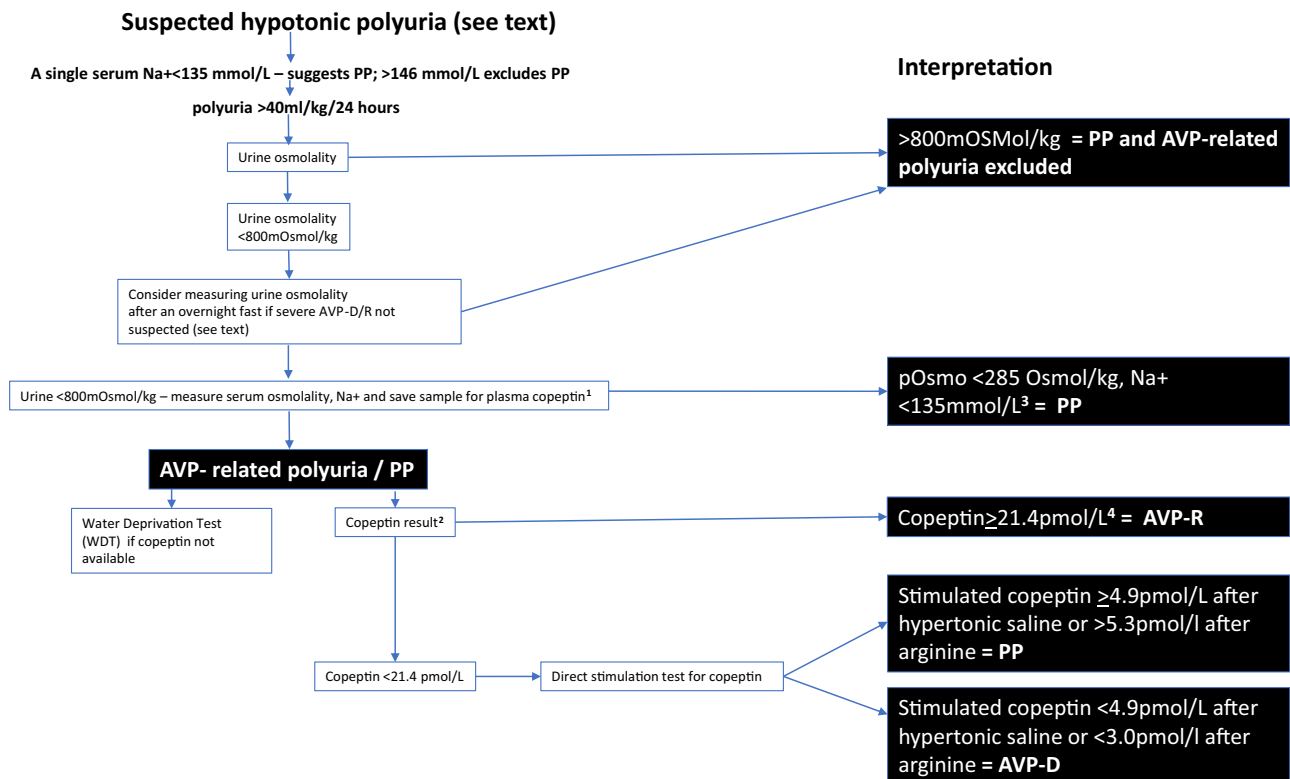 Suspected hypotonic polyuria (see text)
A single serum Na+<135 mmol/L – suggests PP; >146 mmol/L excludes PP
polyuria >40ml/kg/24 hours
Urine osmolality
Urine osmolality
<800mOsmol/kg
Consider measuring urine osmolality
after an overnight fast if severe AVP-D/R not
suspected (see text)
Urine <800mOsmol/kg – measure serum osmolality, Na+ and save sample for plasma copeptin¹
AVP- related polyuria / PP
Water Deprivation Test
(WDT) if copeptin not
available
Copeptin result²
Copeptin <21.4 pmol/L
Direct stimulation test for copeptin
Interpretation
>800mOSMol/kg = PP and AVP-related
polyuria excluded
pOsmo <285 Osmol/kg, Na+
<135mmol/L³ = PP
Copeptin≥21.4pmol/L⁴ = AVP-R
Stimulated copeptin ≥4.9pmol/L after
hypertonic saline or >5.3pmol/l after
arginine = PP
Stimulated copeptin <4.9pmol/L after
hypertonic saline or <3.0pmol/l after
arginine = AVP-D